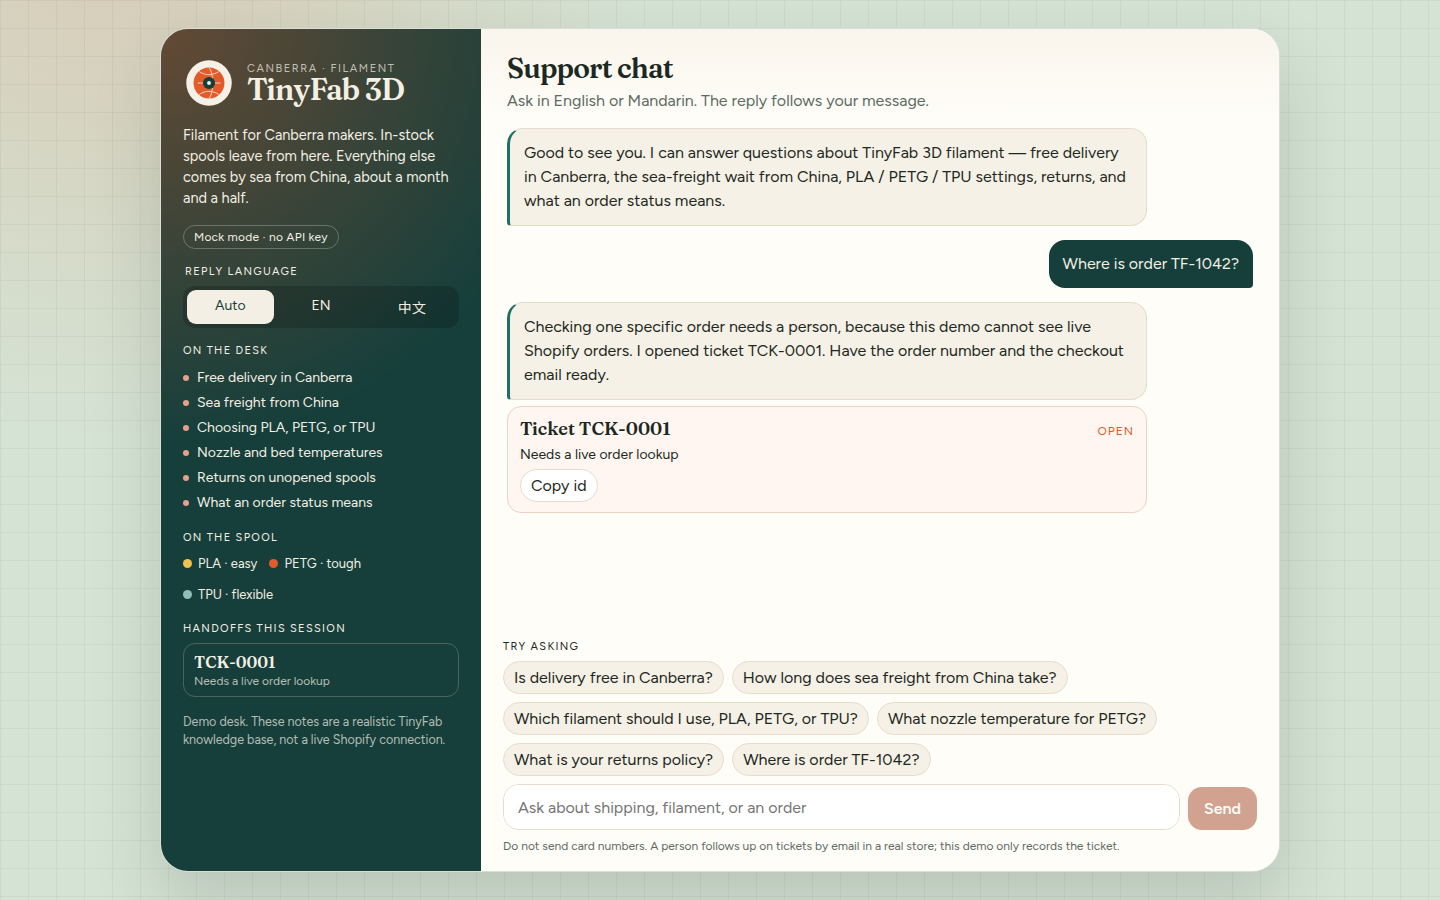 CANBERRA · FILAMENT
TinyFab 3D
Filament for Canberra makers. In-stock
spools leave from here. Everything else
comes by sea from China, about a month
and a half.
Mock mode · no API key
REPLY LANGUAGE
Auto EN 中文
ON THE DESK
Free delivery in Canberra
Sea freight from China
Choosing PLA, PETG, or TPU
Nozzle and bed temperatures
Returns on unopened spools
What an order status means
ON THE SPOOL
PLA · easy PETG · tough
TPU · flexible
HANDOFFS THIS SESSION
TCK-0001
Needs a live order lookup
Demo desk. These notes are a realistic TinyFab
knowledge base, not a live Shopify connection.
Support chat
Ask in English or Mandarin. The reply follows your message.
Good to see you. I can answer questions about TinyFab 3D filament — free delivery
in Canberra, the sea-freight wait from China, PLA / PETG / TPU settings, returns, and
what an order status means.
Where is order TF-1042?
Checking one specific order needs a person, because this demo cannot see live
Shopify orders. I opened ticket TCK-0001. Have the order number and the checkout
email ready.
Ticket TCK-0001 OPEN
Needs a live order lookup
Copy id
TRY ASKING
Is delivery free in Canberra? How long does sea freight from China take?
Which filament should I use, PLA, PETG, or TPU? What nozzle temperature for PETG?
What is your returns policy? Where is order TF-1042?
Ask about shipping, filament, or an order Send
Do not send card numbers. A person follows up on tickets by email in a real store; this demo only records the ticket.